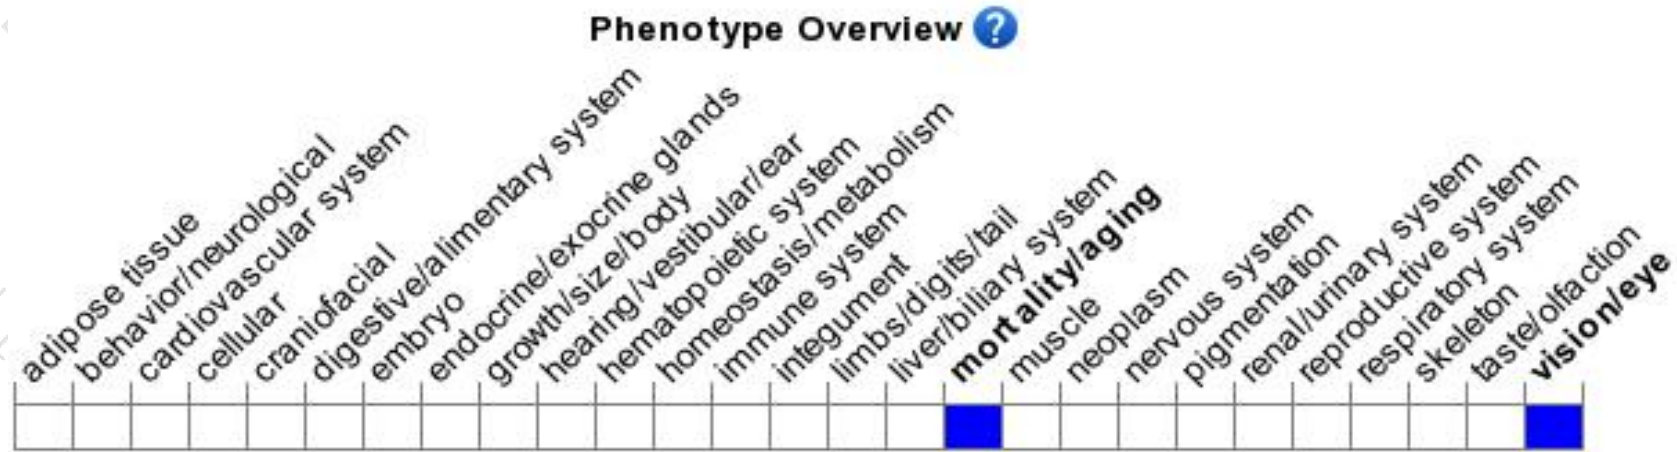 Phenotype Overview ?
adipose tissue
behavior/neurological
cardiovascular system
cellular
craniofacial
digestive/alimentary system
embryo
endocrine/exocrine glands
growth/size/body
hearing/vestibular/ear
hematopoietic system
homeostasis/metabolism
immune system
integument
limbs/digits/tail
liver/biliary system
mortality/aging
muscle
neoplasm
nervous system
pigmentation
renal/urinary system
reproductive system
respiratory system
skeleton
taste/olfaction
vision/eye